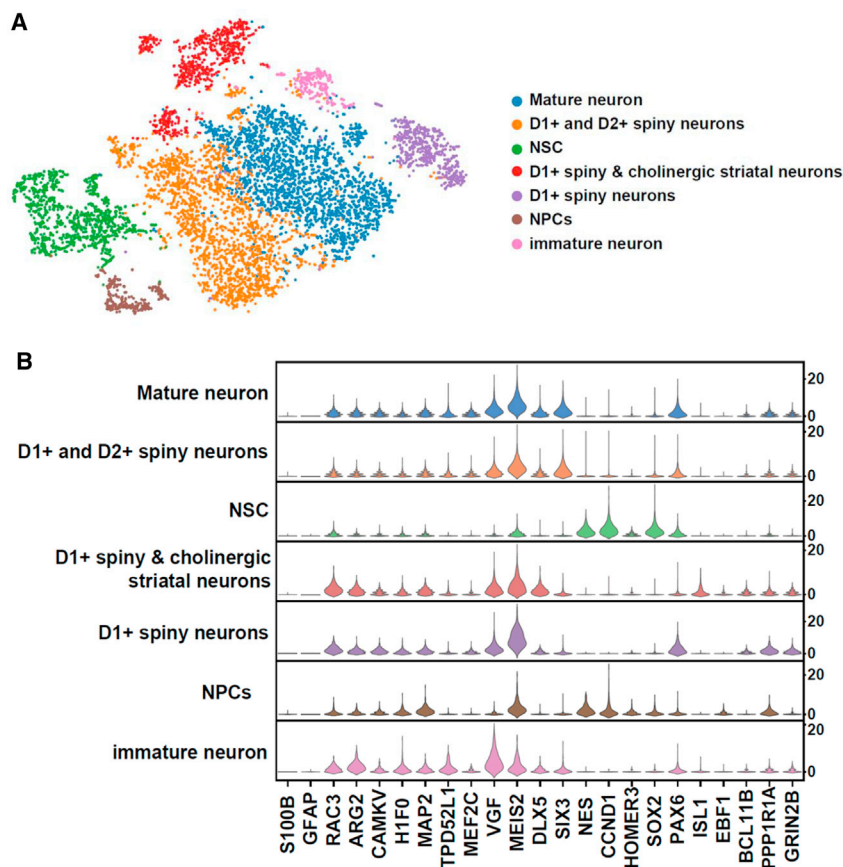 A
Mature neuron
D1+ and D2+ spiny neurons
NSC
D1+ spiny & cholinergic striatal neurons
D1+ spiny neurons
NPCs
immature neuron
B
Mature neuron
20
0
D1+ and D2+ spiny neurons
20
0
NSC
20
0
D1+ spiny & cholinergic
striatal neurons
20
0
D1+ spiny neurons
20
0
NPCs
20
0
immature neuron
20
0
S100B
GFAP
RAC3
ARG2
CAMKV
H1F0
MAP2
TPD52L1
MEF2C
VGF
MEIS2
DLX5
SIX3
NES
CCND1
HOMER3
SOX2
PAX6
ISL1
EBF1
BCL11B
PPP1R1A
GRIN2B